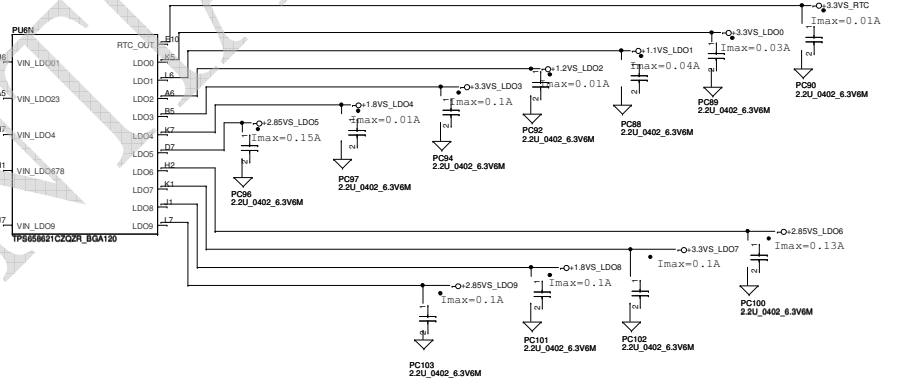 +3.3VS_RTC
Imax=0.01A
PU6N
+3.3VS_LDO0
E10
RTC_OUT
+1.1VS_LDO1
Imax=0.03A
VIN_LDO01
LDO0
+1.2VS_LDO2
Imax=0.04A
L6
LDO1
+3.3VS_LDO3
Imax=0.01A
PC90
2.2U_0402_6.3V6M
VIN_LDO23
A6
LDO2
+1.8VS_LDO4
Imax=0.1A
PC89
2.2U_0402_6.3V6M
B5
LDO3
+2.85VS_LDO5
Imax=0.01A
PC92
2.2U_0402_6.3V6M
PC88
2.2U_0402_6.3V6M
VIN_LDO4
K7
LDO4
Imax=0.15A
PC94
2.2U_0402_6.3V6M
D7
LDO5
PC97
2.2U_0402_6.3V6M
VIN_LDO678
H2
LDO6
PC96
2.2U_0402_6.3V6M
K1
LDO7
J1
LDO8
VIN_LDO9
L7
LDO9
TPS658621CZQZR_BGA120
+2.85VS_LDO6
Imax=0.13A
+3.3VS_LDO7
Imax=0.1A
+1.8VS_LDO8
Imax=0.1A
+2.85VS_LDO9
Imax=0.1A
PC100
2.2U_0402_6.3V6M
PC102
2.2U_0402_6.3V6M
PC101
2.2U_0402_6.3V6M
PC103
2.2U_0402_6.3V6M